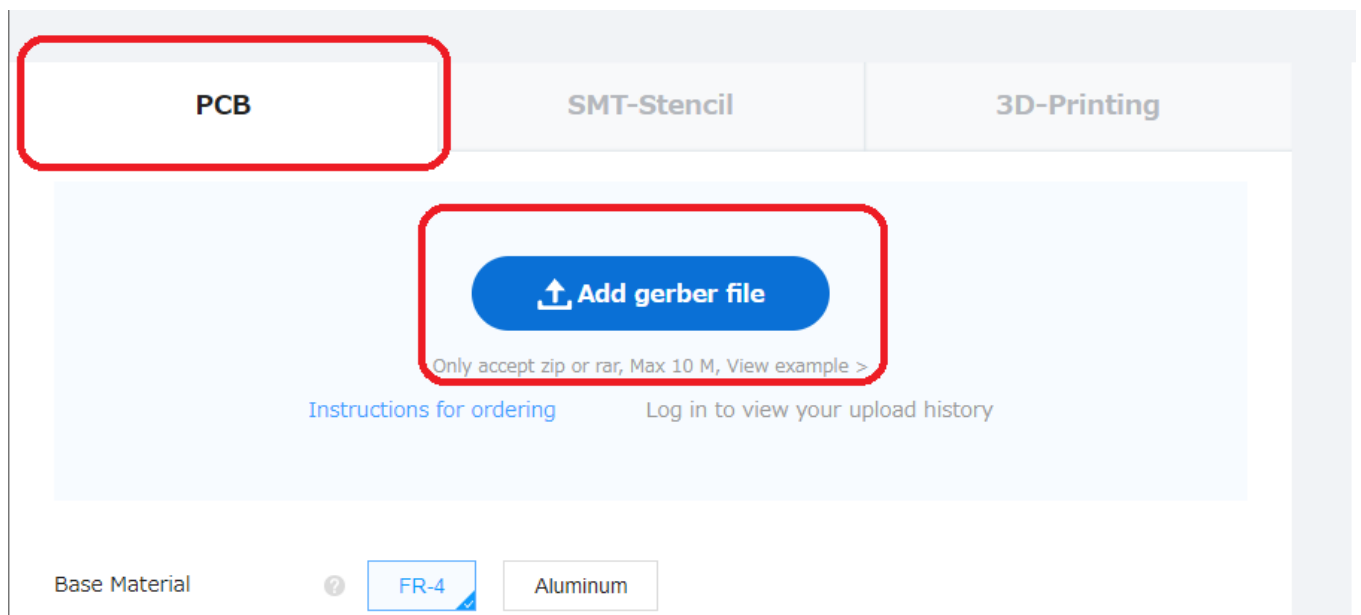 PCB SMT-Stencil 3D-Printing
Add gerber file
Only accept zip or rar, Max 10 M, View example >
Instructions for ordering Log in to view your upload history
Base Material ? FR-4 Aluminum